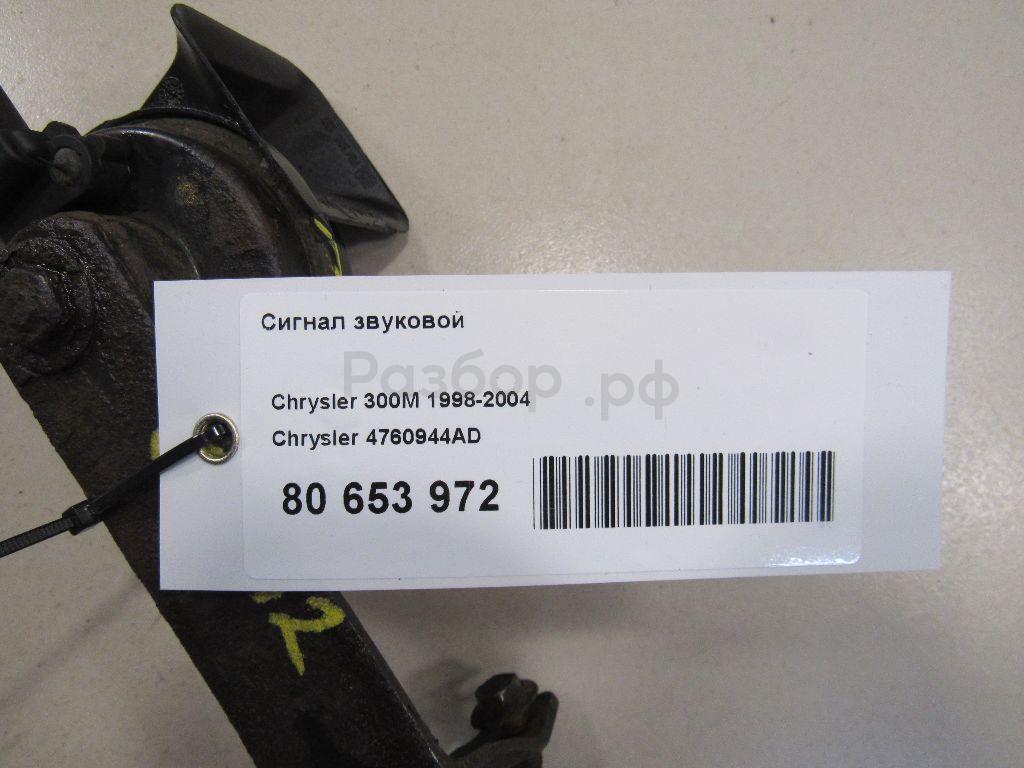 Сигнал звуковой
Разбор.рф
Chrysler 300M 1998-2004
Chrysler 4760944AD
80 653 972